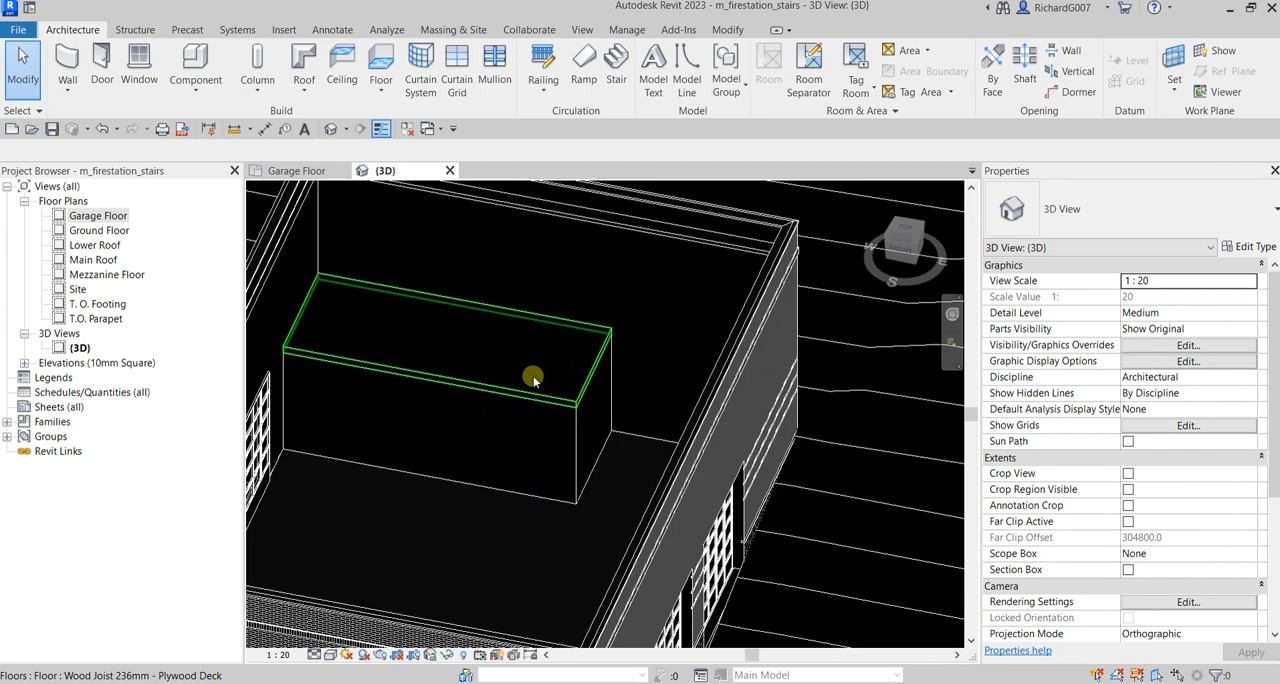 Autodesk Revit 2023 - m_firestation_stairs - 3D View: {3D}
RichardG007
File Architecture Structure Precast Systems Insert Annotate Analyze Massing & Site Collaborate View Manage Add-Ins Modify
Modify Wall Door Window Component Column Roof Ceiling Floor Curtain System Curtain Grid Mullion Railing Ramp Stair Model Text Model Line Model Group Room Room Separator Tag Room By Face Shaft Set
Area Area Boundary Tag Area
Wall Vertical Dormer
Level Grid
Show Ref Plane Viewer
Select Build Circulation Model Room & Area Opening Datum Work Plane
Project Browser - m_firestation_stairs
Views (all)
Floor Plans
Garage Floor
Ground Floor
Lower Roof
Main Roof
Mezzanine Floor
Site
T. O. Footing
T.O. Parapet
3D Views
{3D}
Elevations (10mm Square)
Legends
Schedules/Quantities (all)
Sheets (all)
Families
Groups
Revit Links
Garage Floor {3D}
TOP
FRONT
W
S
E
Properties
3D View
3D View: {3D} Edit Type
Graphics
View Scale 1 : 20
Scale Value 1: 20
Detail Level Medium
Parts Visibility Show Original
Visibility/Graphics Overrides Edit...
Graphic Display Options Edit...
Discipline Architectural
Show Hidden Lines By Discipline
Default Analysis Display Style None
Show Grids Edit...
Sun Path
Extents
Crop View
Crop Region Visible
Annotation Crop
Far Clip Active
Far Clip Offset 304800.0
Scope Box None
Section Box
Camera
Rendering Settings Edit...
Locked Orientation
Projection Mode Orthographic
Properties help Apply
1 : 20
Floors : Floor : Wood Joist 236mm - Plywood Deck
:0 Main Model :0